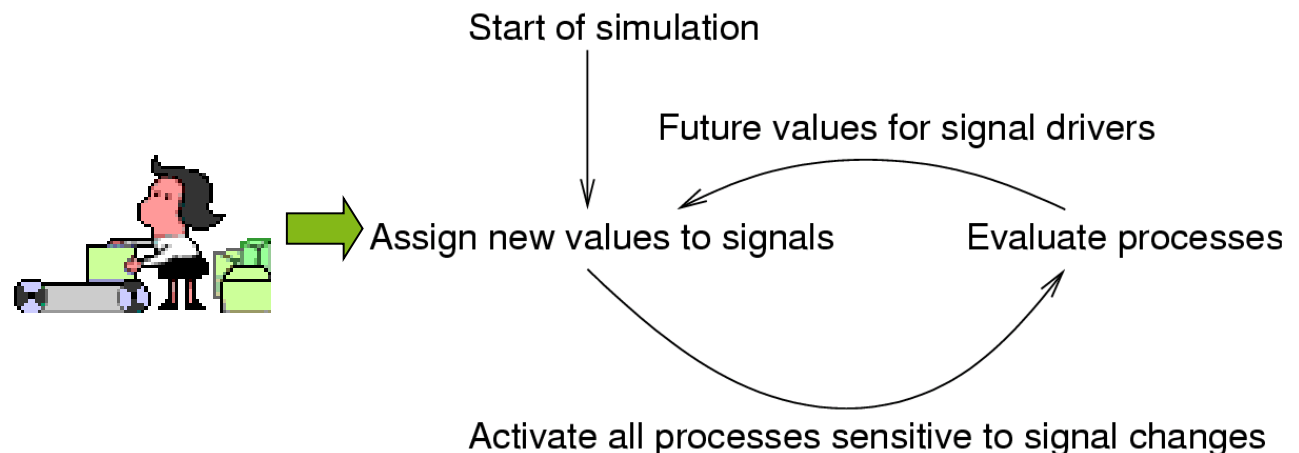 Start of simulation
Future values for signal drivers
Assign new values to signals
Evaluate processes
Activate all processes sensitive to signal changes